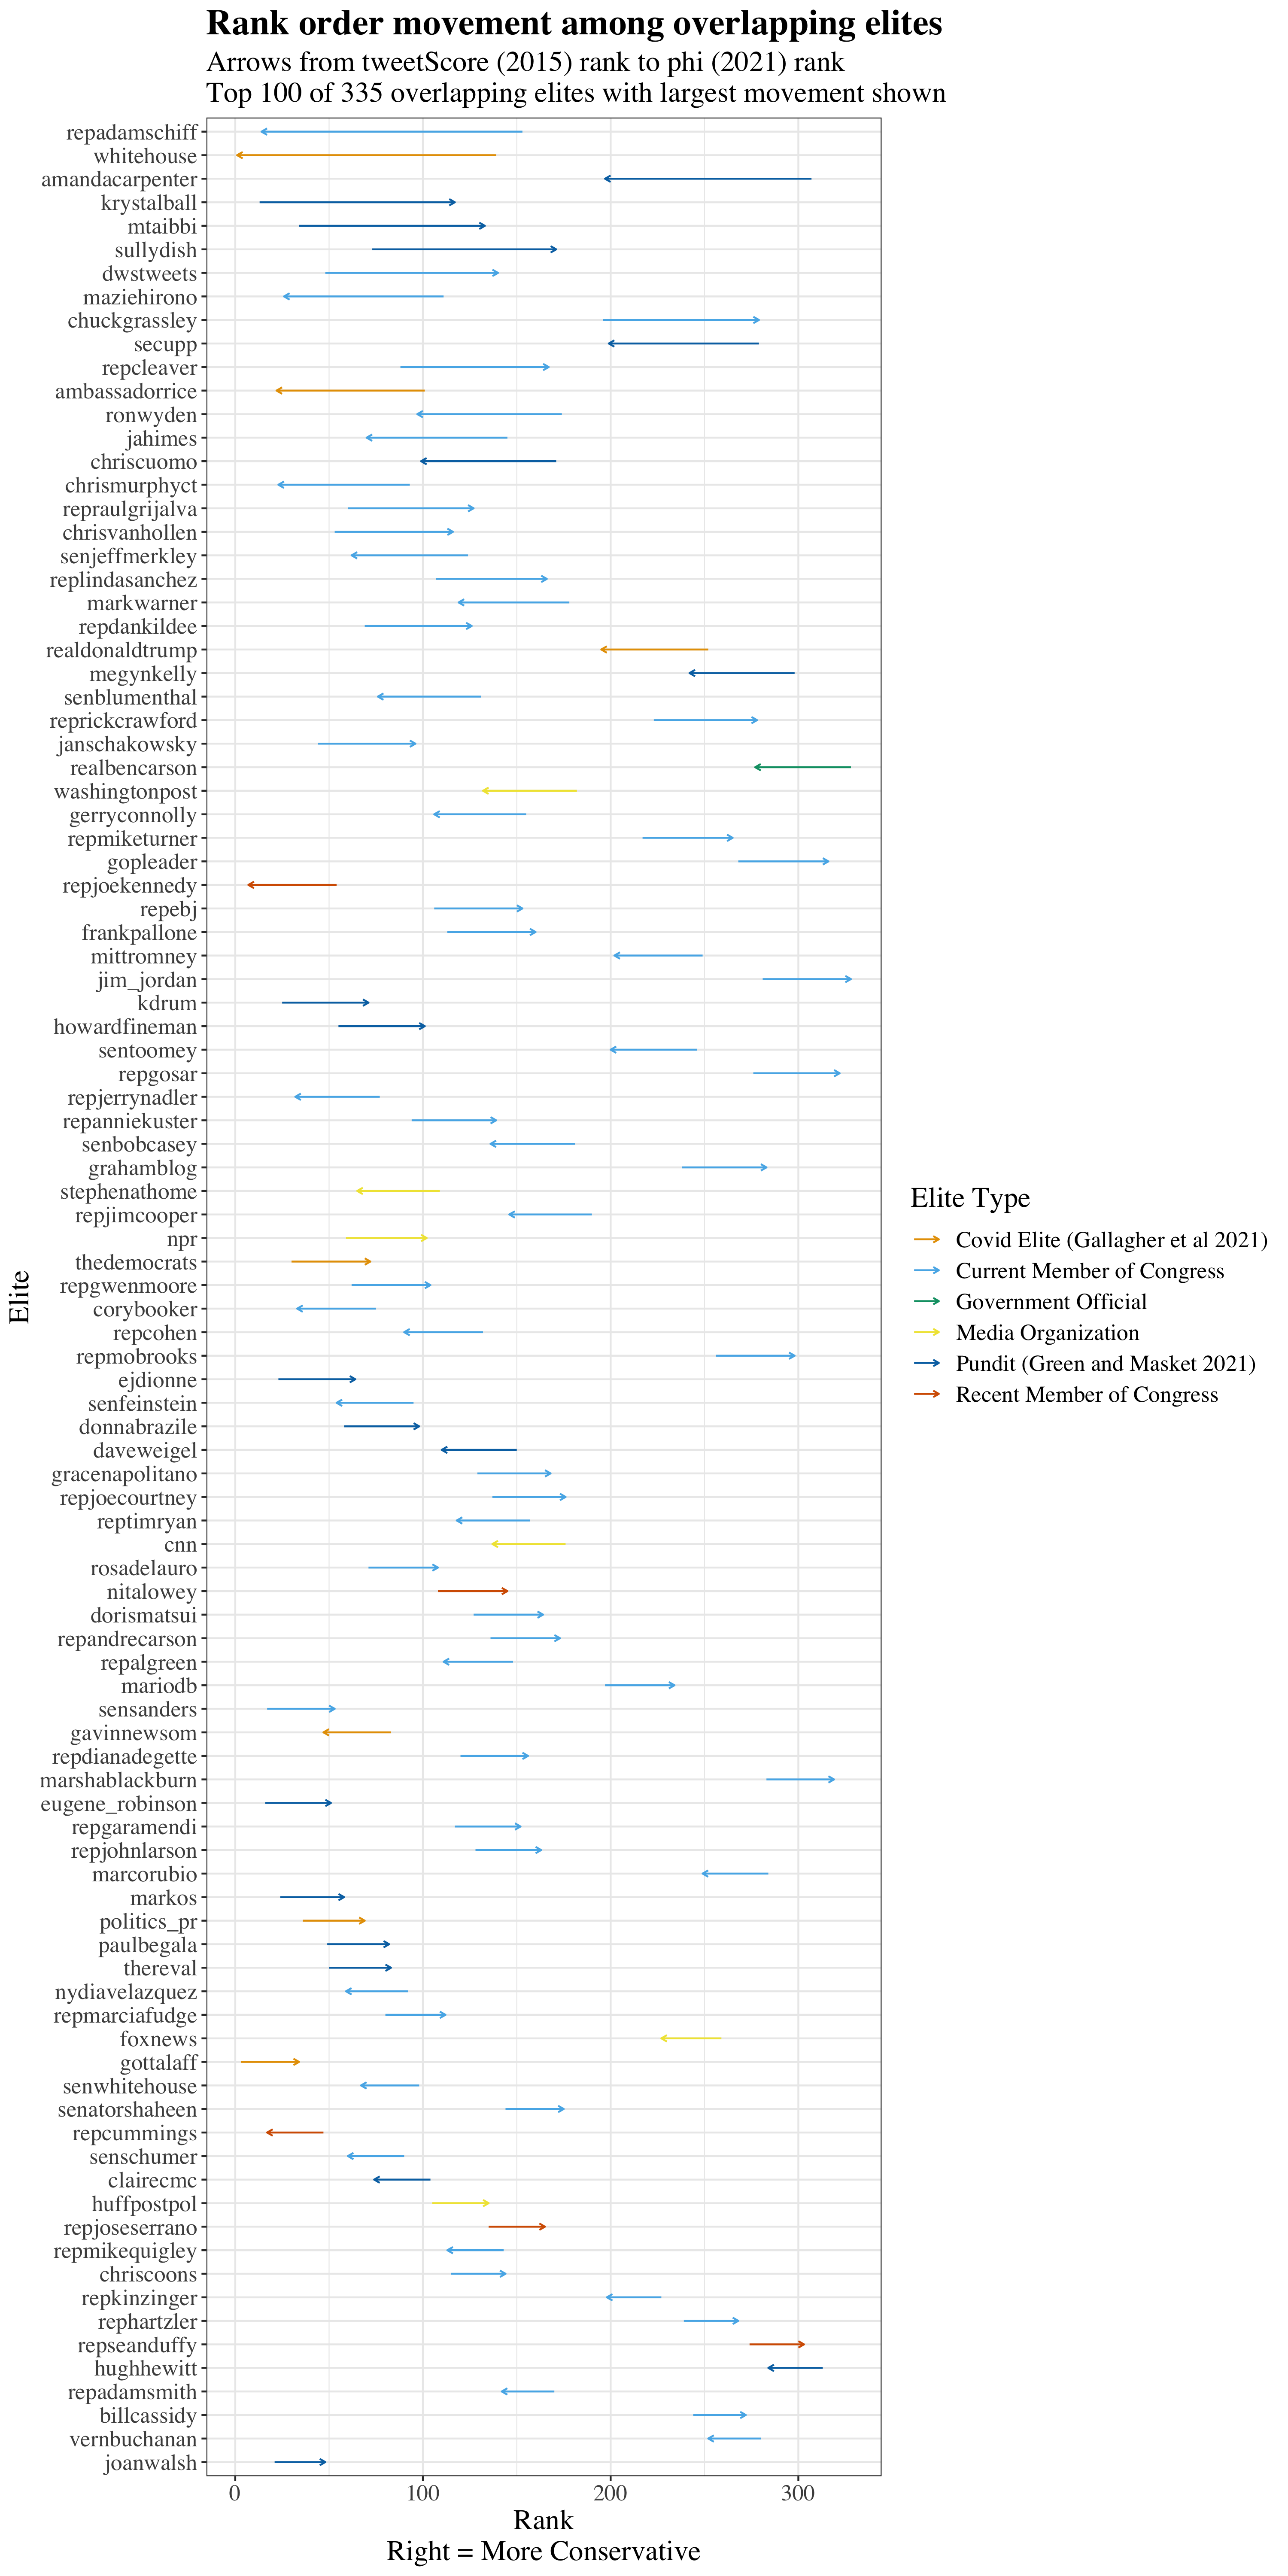 Rank order movement among overlapping elites
Arrows from tweetScore (2015) rank to phi (2021) rank
Top 100 of 335 overlapping elites with largest movement shown
repadamschiff
whitehouse
amandacarpenter
krystalball
mtaibbi
sullydish
dwstweets
maziehirono
chuckgrassley
secupp
repcleaver
ambassadorrice
ronwyden
jahimes
chriscuomo
chrismurphyct
repraulgrijalva
chrisvanhollen
senjeffmerkley
replindasanchez
markwarner
repdankildee
realdonaldtrump
megynkelly
senblumenthal
reprickcrawford
janschakowsky
realbencarson
washingtonpost
gerryconnolly
repmiketurner
gopleader
repjoekennedy
repebj
frankpallone
mittromney
jim_jordan
kdrum
howardfineman
sentoomey
repgosar
repjerrynadler
repanniekuster
senbobcasey
grahamblog
stephenathome
repjimcooper
npr
thedemocrats
repgwenmoore
corybooker
repcohen
repmobrooks
ejdionne
senfeinstein
donnabrazile
daveweigel
gracenapolitano
repjoecourtney
reptimryan
cnn
rosadelauro
nitalowey
dorismatsui
repandrecarson
repalgreen
mariodb
sensanders
gavinnewsom
repdianadegette
marshablackburn
eugene_robinson
repgaramendi
repjohnlarson
marcorubio
markos
politics_pr
paulbegala
thereval
nydiavelazquez
repmarciafudge
foxnews
gottalaff
senwhitehouse
senatorshaheen
repcummings
senschumer
clairecmc
huffpostpol
repjoseserrano
repmikequigley
chriscoons
repkinzinger
rephartzler
repseanduffy
hughhewitt
repadamsmith
billcassidy
vernbuchanan
joanwalsh
Elite
0 100 200 300
Rank
Right = More Conservative
Elite Type
Covid Elite (Gallagher et al 2021)
Current Member of Congress
Government Official
Media Organization
Pundit (Green and Masket 2021)
Recent Member of Congress